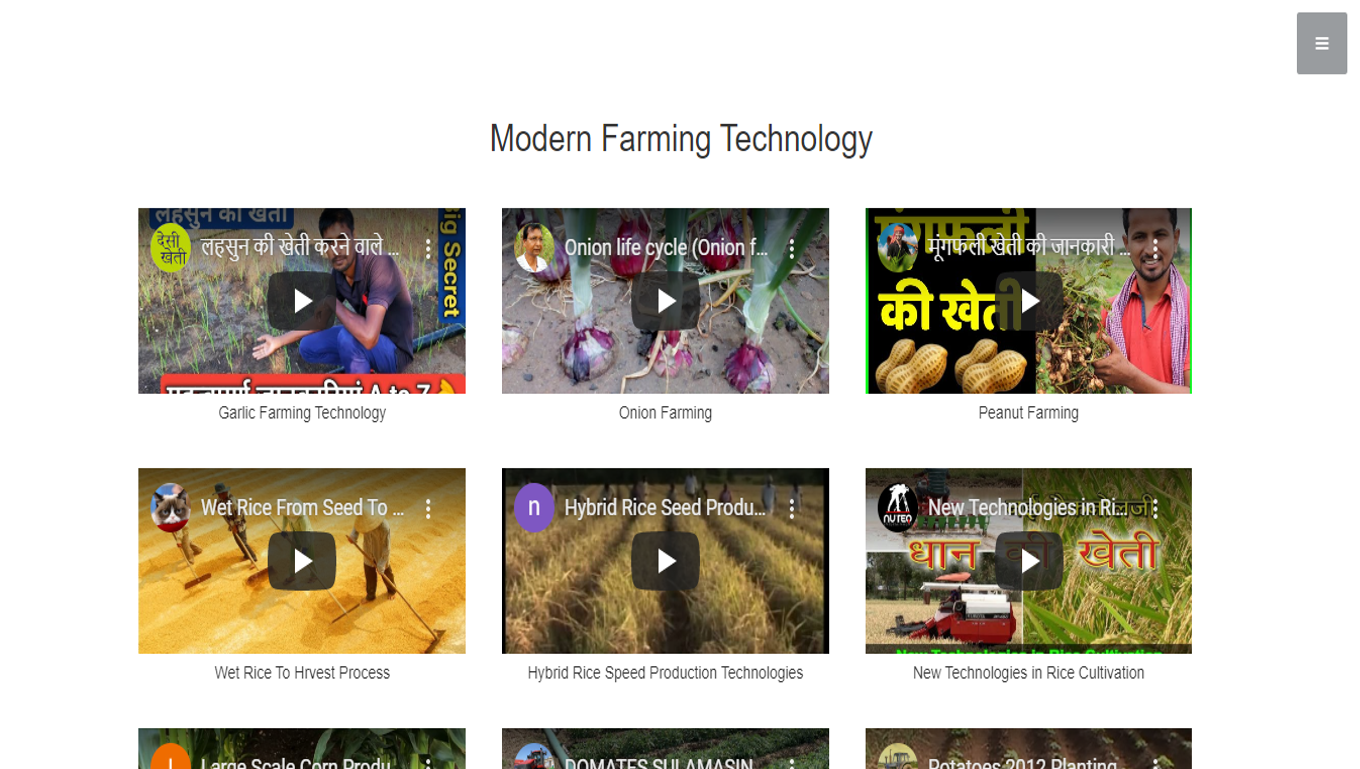 Modern Farming Technology
लहसुन की खेती
देसी खेती
लहसुन की खेती करने वाले ...
Big Secret
A to Z
Garlic Farming Technology
Onion life cycle (Onion f...
Onion Farming
मूंगफली
मूंगफली खेती की जानकारी ...
की खेती
Peanut Farming
Wet Rice From Seed To ...
Wet Rice To Hrvest Process
n
Hybrid Rice Seed Produ...
Hybrid Rice Speed Production Technologies
New Technologies in Ri...
धान की खेती
New Technologies In Rice Cultivation
New Technologies in Rice Cultivation
Large Scale Corn Produ...
DOMATES SULAMASIN...
Potatoes 2012 Planting